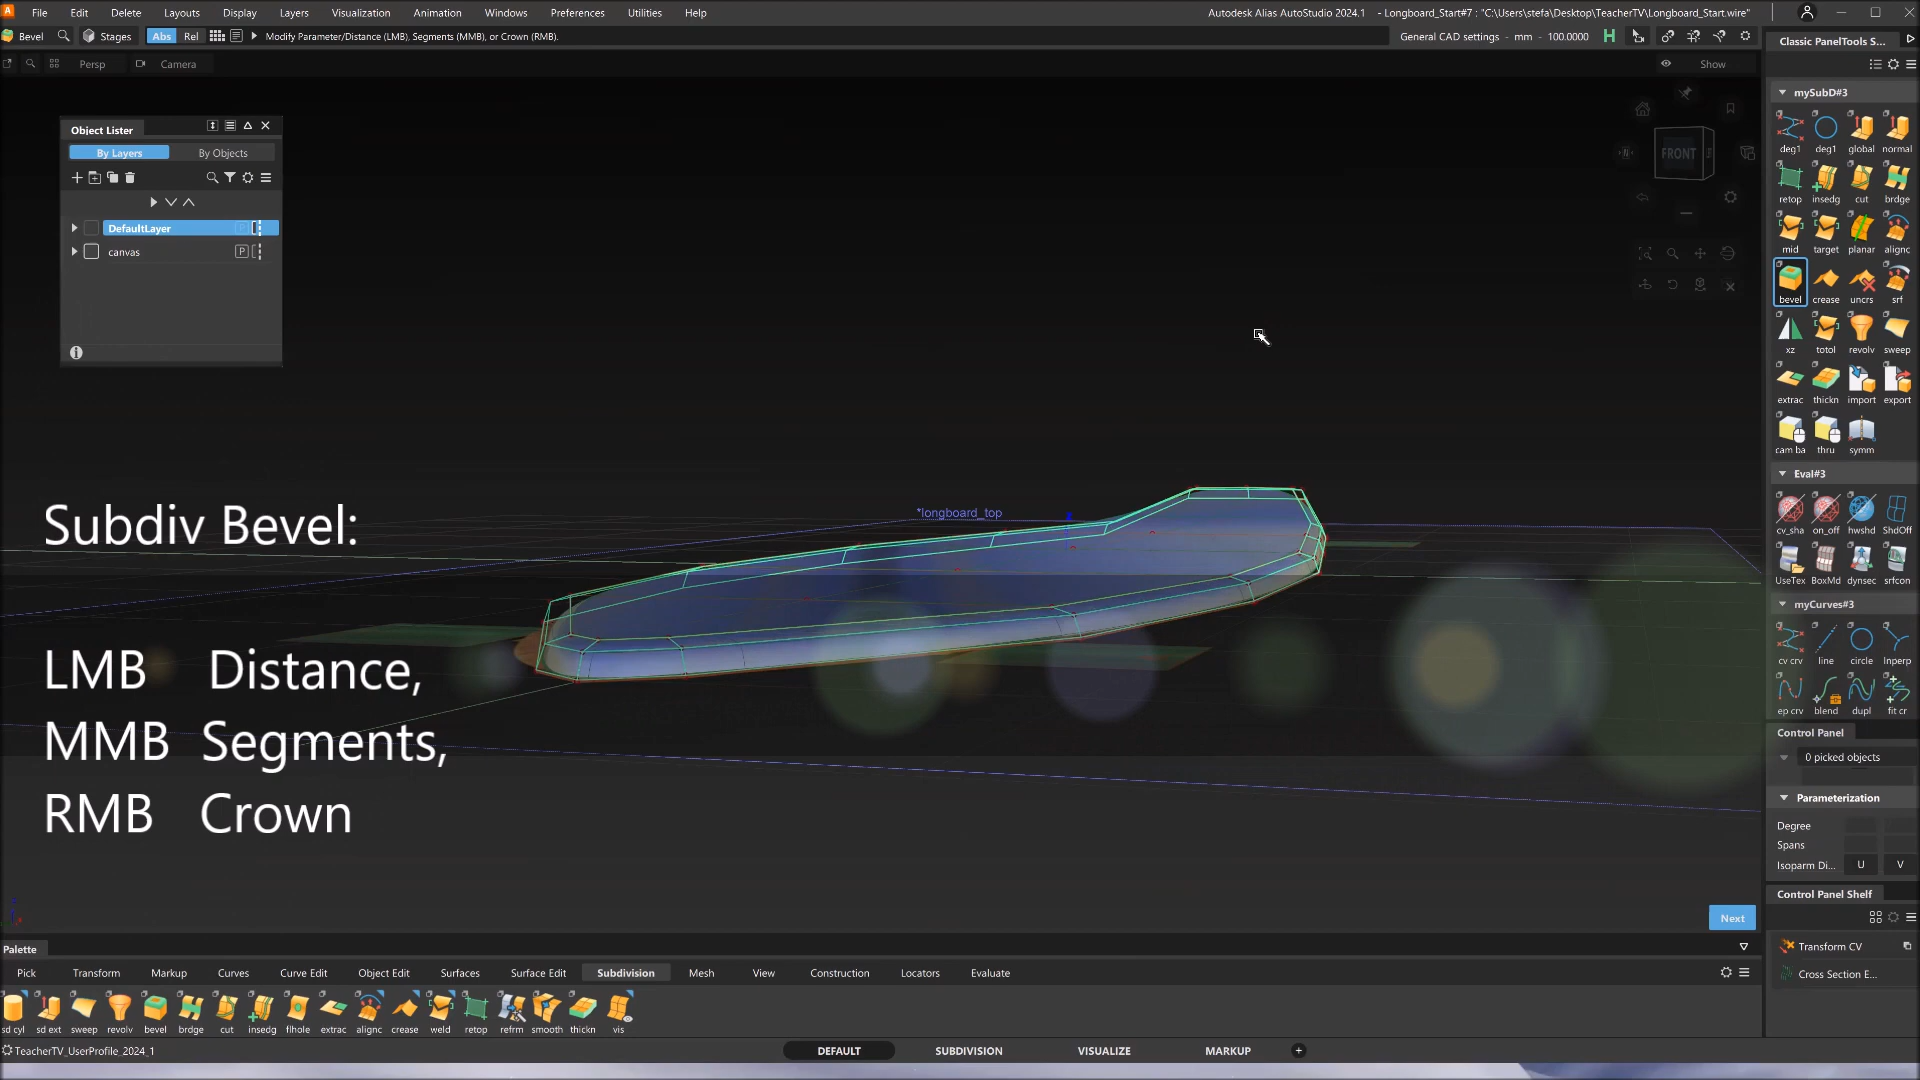 File Edit Delete Layouts Display Layers Visualization Animation Windows Preferences Utilities Help
Autodesk Alias AutoStudio 2024.1 - Longboard_Start#7 : "C:\Users\stefa\Desktop\TeacherTV\Longboard_Start.wire"
Bevel Stages Abs Rel Modify Parameter/Distance (LMB), Segments (MMB), or Crown (RMB).
General CAD settings - mm - 100.0000
Persp Camera Show
Object Lister
By Layers By Objects
DefaultLayer
canvas P
FRONT
*longboard_top
Subdiv Bevel:
LMB Distance,
MMB Segments,
RMB Crown
Next
Classic PanelTools S...
mySubD#3
deg1 deg1 global normal
retop insedg cut brdge
mid target planar alignc
bevel crease uncrs srf
xz totol revolv sweep
extrac thickn import export
cam ba thru symm
Eval#3
cv_sha on_off hwshd ShdOff
UseTex BoxMd dynsec srfcon
myCurves#3
cv crv line circle lnperp
ep crv blend dupl fit cr
Control Panel
0 picked objects
Parameterization
Degree
Spans
Isoparm Di... U V
Control Panel Shelf
Transform CV
Cross Section E...
Palette
Pick Transform Markup Curves Curve Edit Object Edit Surfaces Surface Edit Subdivision Mesh View Construction Locators Evaluate
sd cyl sd ext sweep revolv bevel brdge cut insedg flhole extrac alignc crease weld retop refrm smooth thickn vis
TeacherTV_UserProfile_2024_1
DEFAULT SUBDIVISION VISUALIZE MARKUP